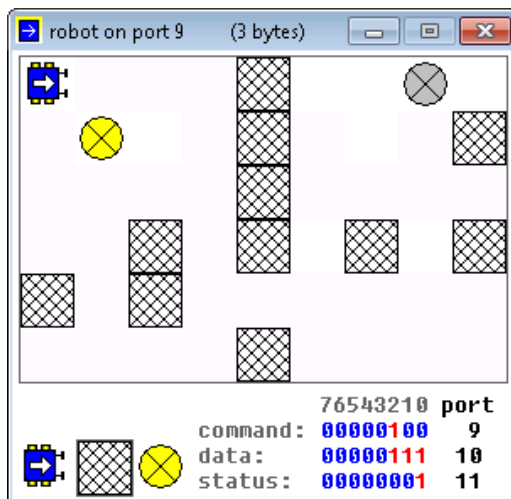 robot on port 9 (3 bytes)
76543210 port
command: 00000100 9
data: 00000111 10
status: 00000001 11